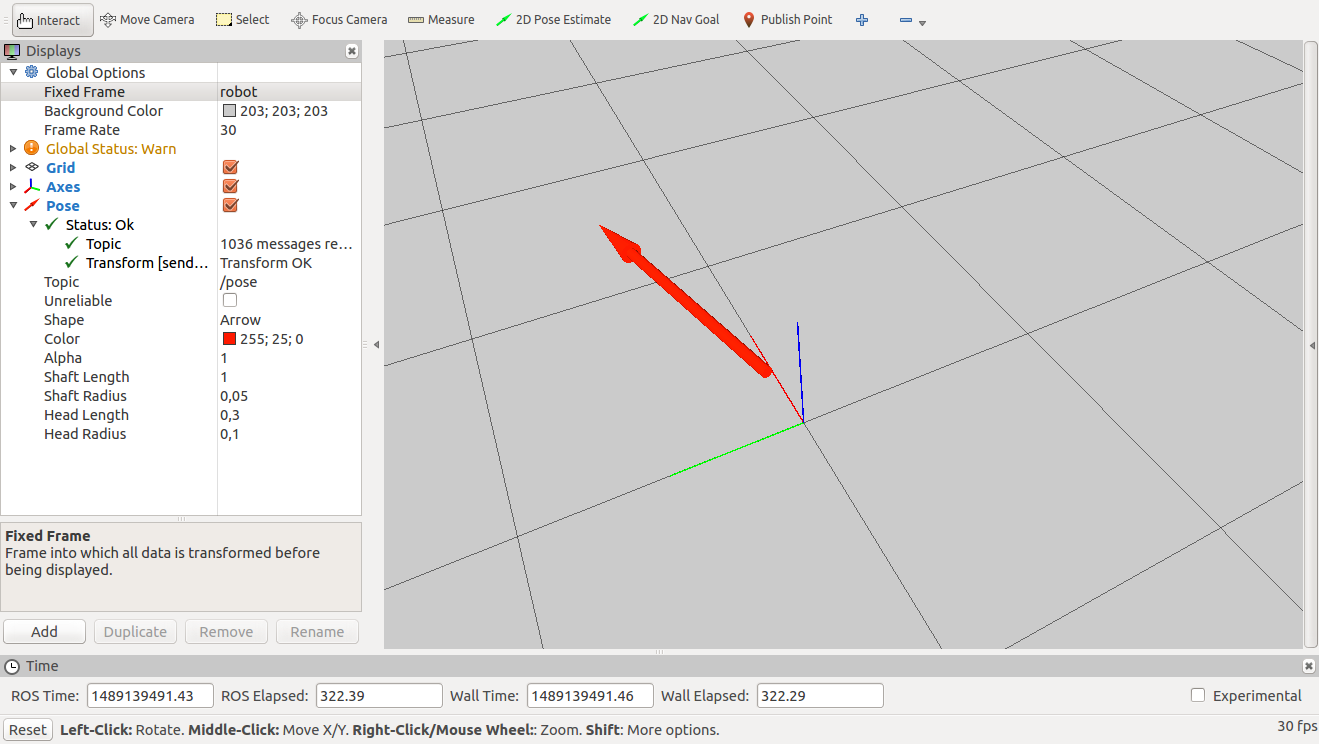 Interact Move Camera Select Focus Camera Measure 2D Pose Estimate 2D Nav Goal Publish Point
Displays
Global Options
Fixed Frame robot
Background Color 203; 203; 203
Frame Rate 30
Global Status: Warn
Grid
Axes
Pose
Status: Ok
Topic 1036 messages re...
Transform [send... Transform OK
Topic /pose
Unreliable
Shape Arrow
Color 255; 25; 0
Alpha 1
Shaft Length 1
Shaft Radius 0,05
Head Length 0,3
Head Radius 0,1
Fixed Frame
Frame into which all data is transformed before
being displayed.
Add Duplicate Remove Rename
Time
ROS Time: 1489139491.43 ROS Elapsed: 322.39 Wall Time: 1489139491.46 Wall Elapsed: 322.29 Experimental
Reset Left-Click: Rotate. Middle-Click: Move X/Y. Right-Click/Mouse Wheel:: Zoom. Shift: More options. 30 fps